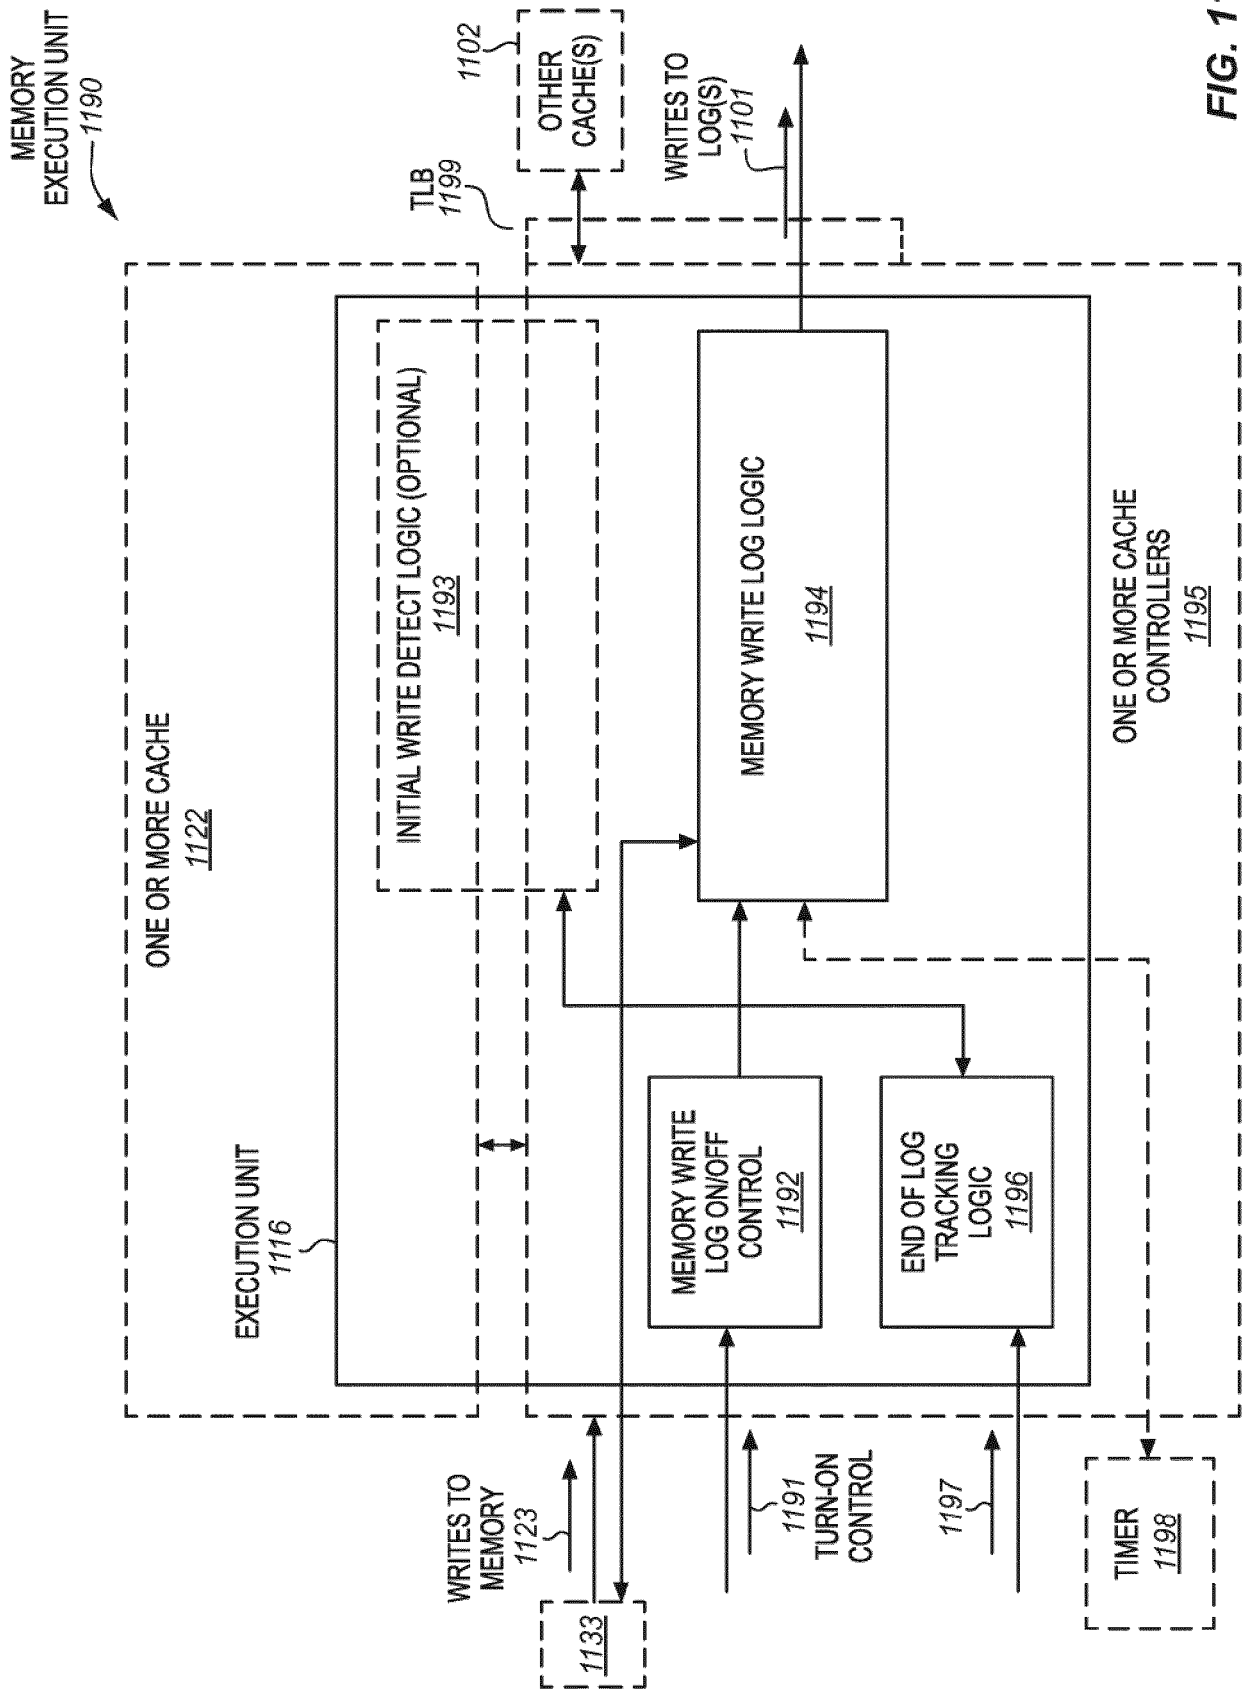 MEMORY
EXECUTION UNIT
1190
ONE OR MORE CACHE
1122
EXECUTION UNIT
1116
INITIAL WRITE DETECT LOGIC (OPTIONAL)
1193
TLB
1199
OTHER
CACHE(S)
1102
WRITES TO
MEMORY
1123
1133
MEMORY WRITE
LOG ON/OFF
CONTROL
1192
MEMORY WRITE LOG LOGIC
1194
WRITES TO
LOG(S)
1101
1191
TURN-ON
CONTROL
END OF LOG
TRACKING
LOGIC
1196
1197
ONE OR MORE CACHE
CONTROLLERS
1195
TIMER
1198
FIG.